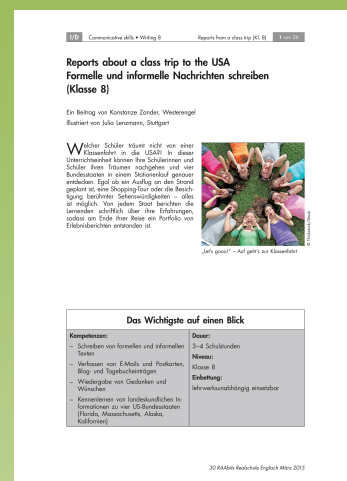 I/D Communicative skills • Writing 8 Reports from a class trip (Kl. 8) 1 von 26
Reports about a class trip to the USA
Formelle und informelle Nachrichten schreiben
(Klasse 8)
Ein Beitrag von Konstanze Zander, Westerengel
Illustriert von Julia Lenzmann, Stuttgart
Welcher Schüler träumt nicht von einer
Klassenfahrt in die USA?! In dieser
Unterrichtseinheit können Ihre Schülerinnen und
Schüler ihren Träumen nachgehen und vier
Bundesstaaten in einem Stationenlauf genauer
entdecken. Egal ob ein Ausflug an den Strand
geplant ist, eine Shopping-Tour oder die Besich-
tigung berühmter Sehenswürdigkeiten – alles
ist möglich. Von jedem Staat berichten die
Lernenden schriftlich über ihre Erfahrungen,
sodass am Ende ihrer Reise ein Portfolio von
Erlebnisberichten entstanden ist.
„Let's gooo!" – Auf geht's zur Klassenfahrt
Das Wichtigste auf einen Blick
Kompetenzen:
– Schreiben von formellen und informellen
Texten
– Verfassen von E-Mails und Postkarten,
Blog- und Tagebucheinträgen
– Wiedergabe von Gedanken und
Wünschen
– Kennenlernen von landeskundlichen In-
formationen zu vier US-Bundesstaaten
(Florida, Massachusetts, Alaska,
Kalifornien)
Dauer:
3–4 Schulstunden
Niveau:
Klasse 8
Einbettung:
lehrwerksunabhängig einsetzbar
30 RAAbits Realschule Englisch März 2015